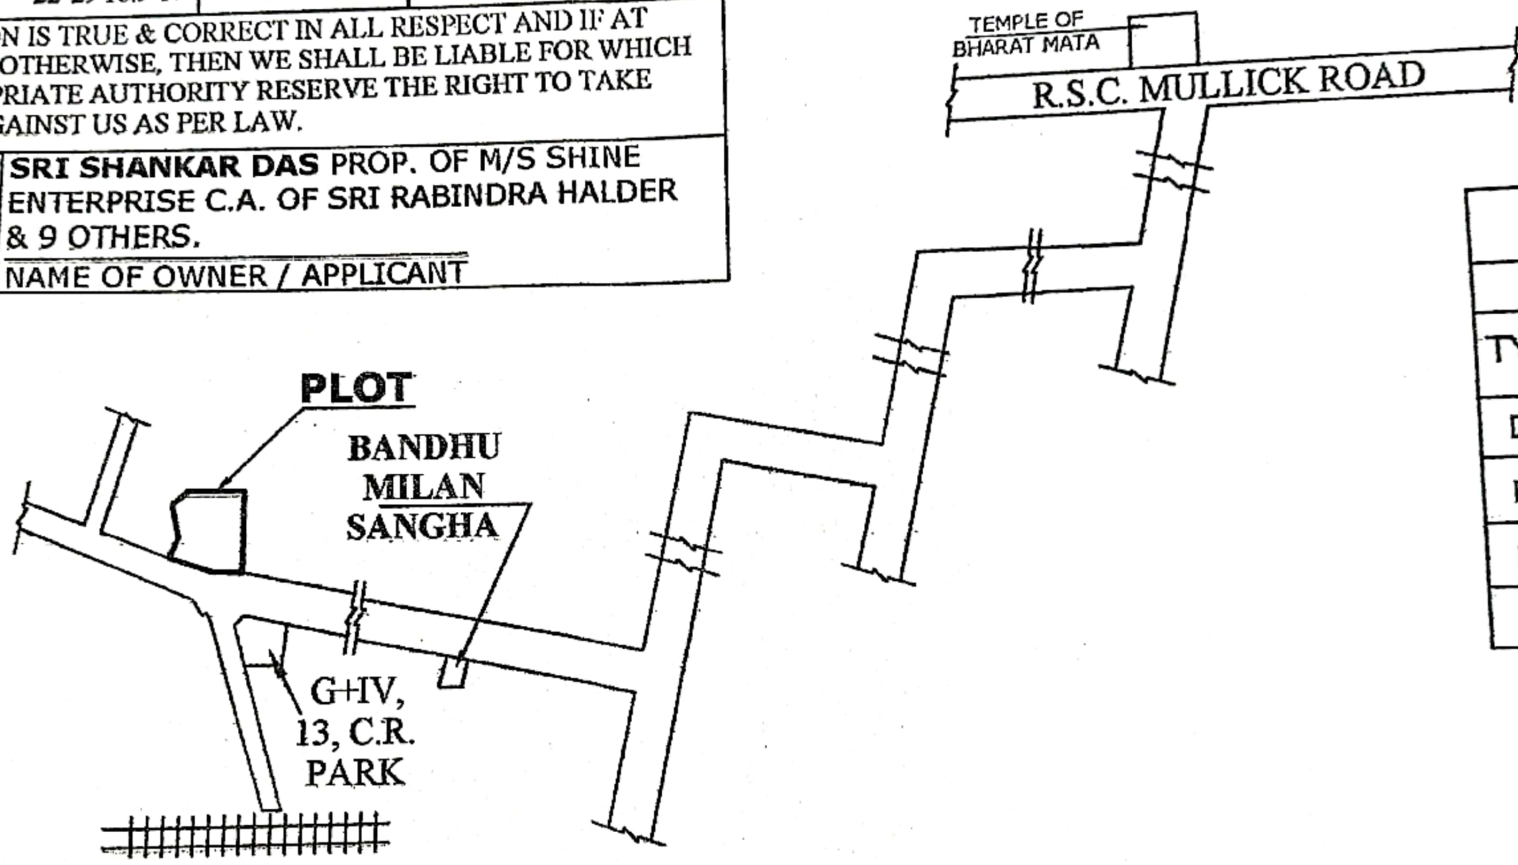 N IS TRUE & CORRECT IN ALL RESPECT AND IF AT
OTHERWISE, THEN WE SHALL BE LIABLE FOR WHICH
PRIATE AUTHORITY RESERVE THE RIGHT TO TAKE
GAINST US AS PER LAW.
SRI SHANKAR DAS PROP. OF M/S SHINE
ENTERPRISE C.A. OF SRI RABINDRA HALDER
& 9 OTHERS.
NAME OF OWNER / APPLICANT
TEMPLE OF
BHARAT MATA
R.S.C. MULLICK ROAD
PLOT
BANDHU
MILAN
SANGHA
G+IV,
13, C.R.
PARK